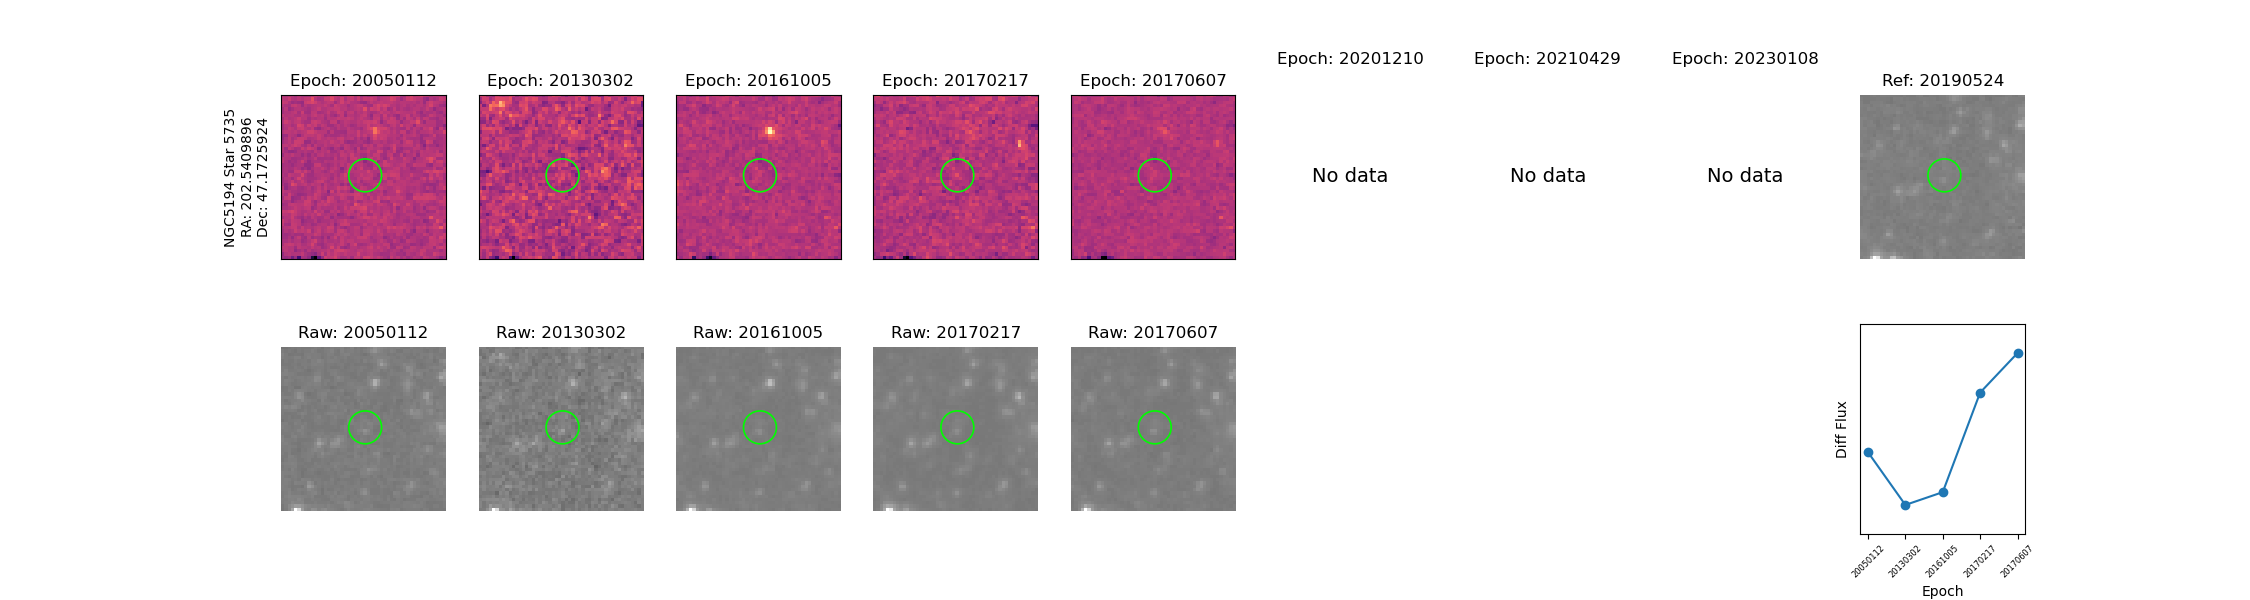 NGC5194 Star 5735
RA: 202.5409896
Dec: 47.1725924
Epoch: 20050112
Epoch: 20130302
Epoch: 20161005
Epoch: 20170217
Epoch: 20170607
Epoch: 20201210
Epoch: 20210429
Epoch: 20230108
Ref: 20190524
No data
No data
No data
Raw: 20050112
Raw: 20130302
Raw: 20161005
Raw: 20170217
Raw: 20170607
Diff Flux
20050112
20130302
20161005
20170217
20170607
Epoch